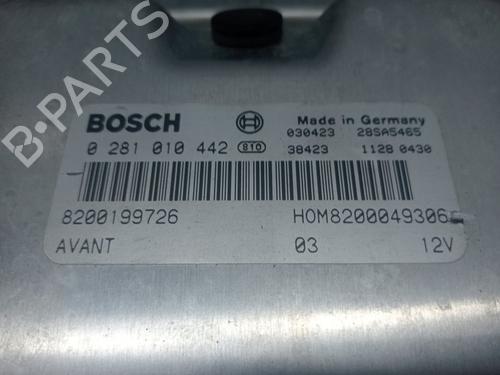 BOSCH Made in Germany
030423 28SA5465
0 281 010 442 810 38423 1128 0430
8200199726 HOM8200049306
AVANT 03 12V
B-PARTS